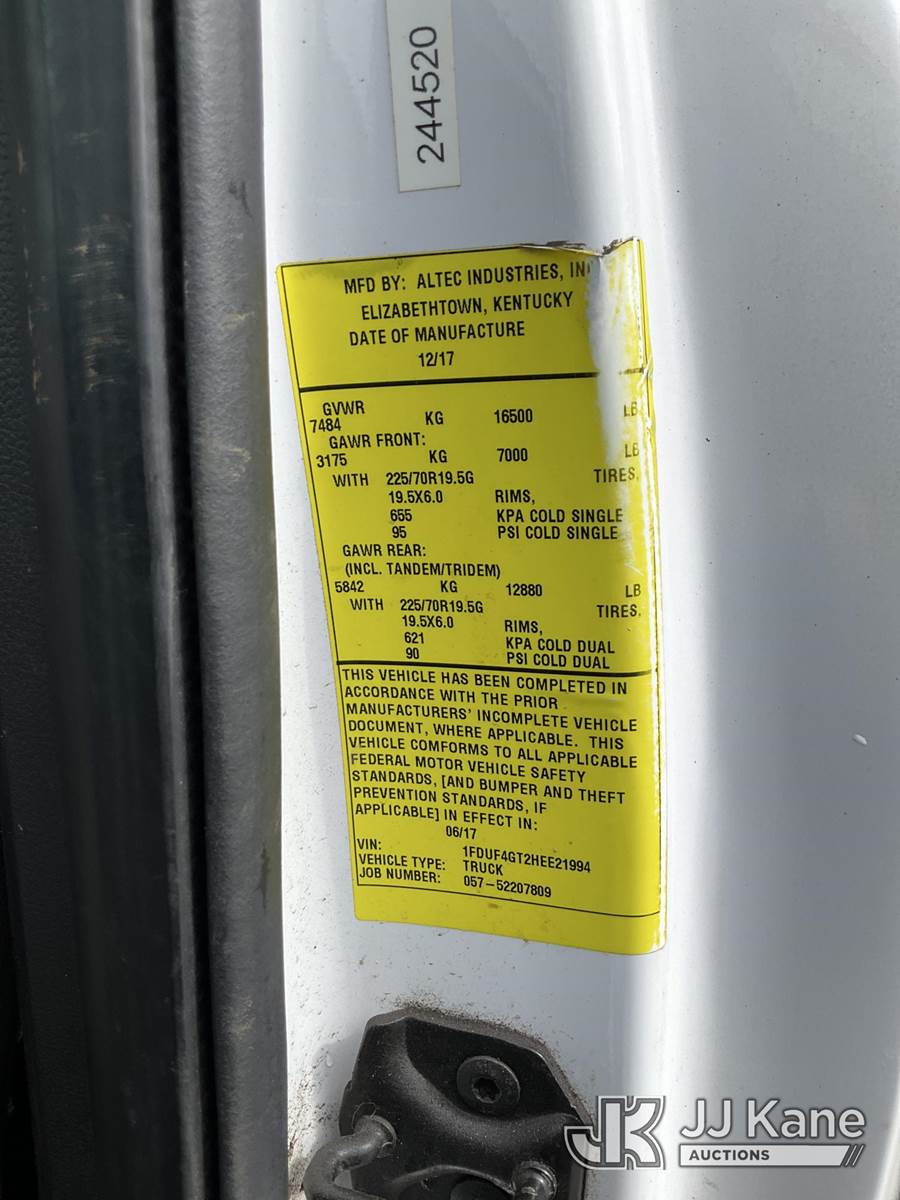 244520
MFD BY: ALTEC INDUSTRIES, IN
ELIZABETHTOWN, KENTUCKY
DATE OF MANUFACTURE
12/17
GVWR
7484 KG 16500 LB
GAWR FRONT:
3175 KG 7000 LB
WITH 225/70R19.5G TIRES,
19.5X6.0 RIMS,
655 KPA COLD SINGLE
95 PSI COLD SINGLE
GAWR REAR:
(INCL. TANDEM/TRIDEM)
5842 KG 12880 LB
WITH 225/70R19.5G TIRES,
19.5X6.0 RIMS,
621 KPA COLD DUAL
90 PSI COLD DUAL
THIS VEHICLE HAS BEEN COMPLETED IN
ACCORDANCE WITH THE PRIOR
MANUFACTURERS' INCOMPLETE VEHICLE
DOCUMENT, WHERE APPLICABLE. THIS
VEHICLE COMFORMS TO ALL APPLICABLE
FEDERAL MOTOR VEHICLE SAFETY
STANDARDS, [AND BUMPER AND THEFT
PREVENTION STANDARDS, IF
APPLICABLE] IN EFFECT IN:
06/17
VIN: 1FDUF4GT2HEE21994
VEHICLE TYPE: TRUCK
JOB NUMBER: 057-52207809
JK JJ Kane
AUCTIONS